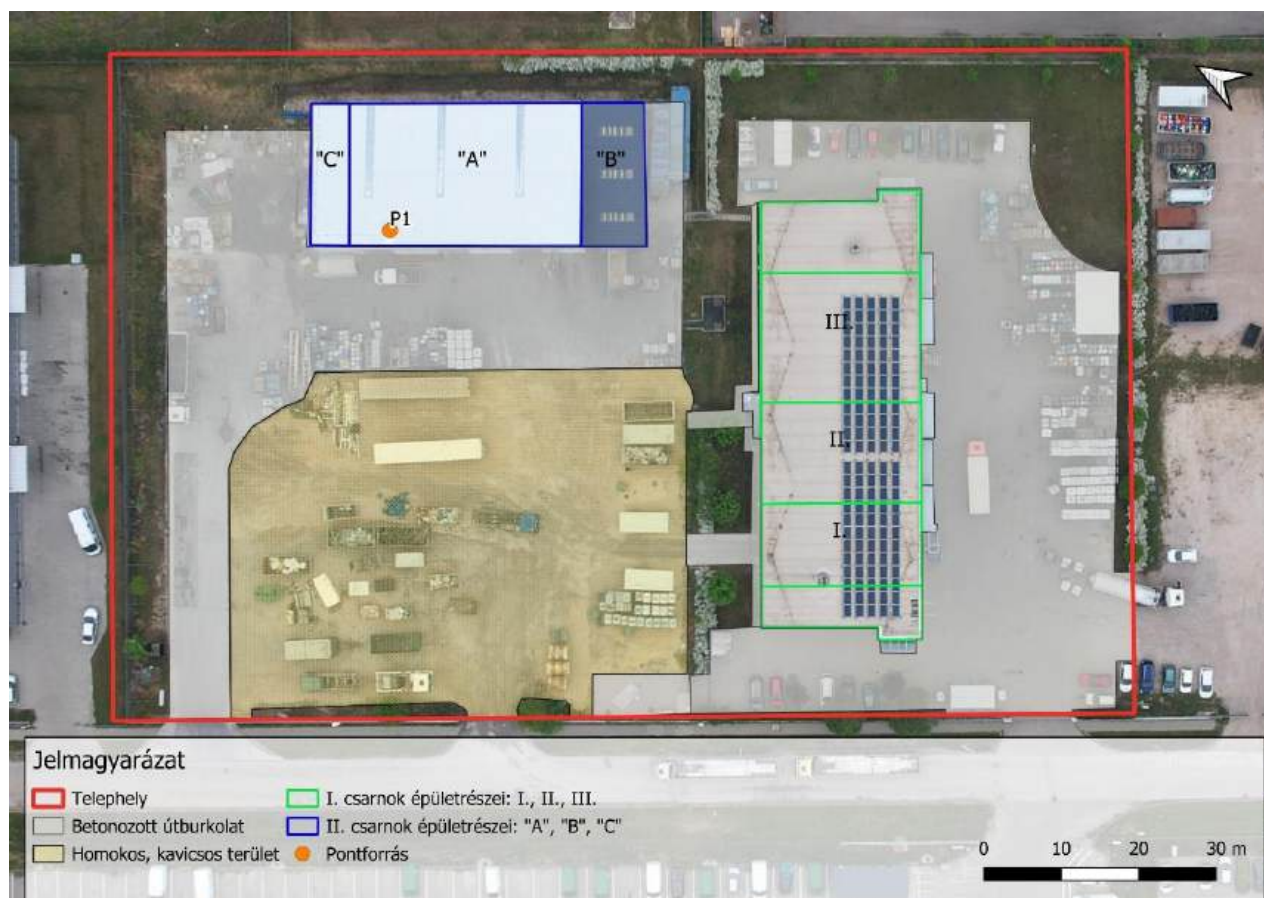 "C"
"A"
"B"
P1
III.
II.
I.
Jelmagyarázat
Telephely
Betonozott útburkolat
Homokos, kavicsos terület
I. csarnok épületrészei: I., II., III.
II. csarnok épületrészei: "A", "B", "C"
Pontforrás
0 10 20 30 m